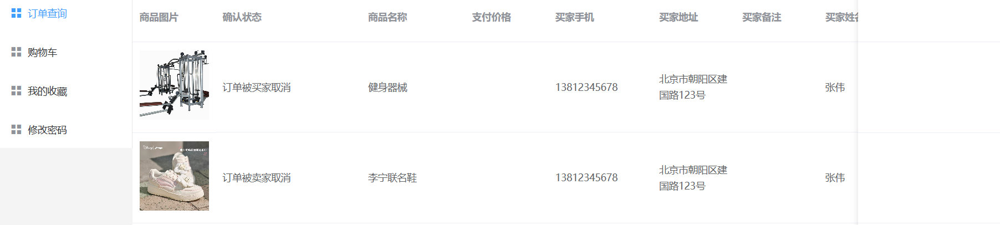 订单查询
购物车
我的收藏
修改密码
商品图片 确认状态 商品名称 支付价格 买家手机 买家地址 买家备注 买家姓名
订单被买家取消 健身器械 13812345678 北京市朝阳区建 张伟
国路123号
订单被卖家取消 李宁联名鞋 13812345678 北京市朝阳区建 张伟
国路123号